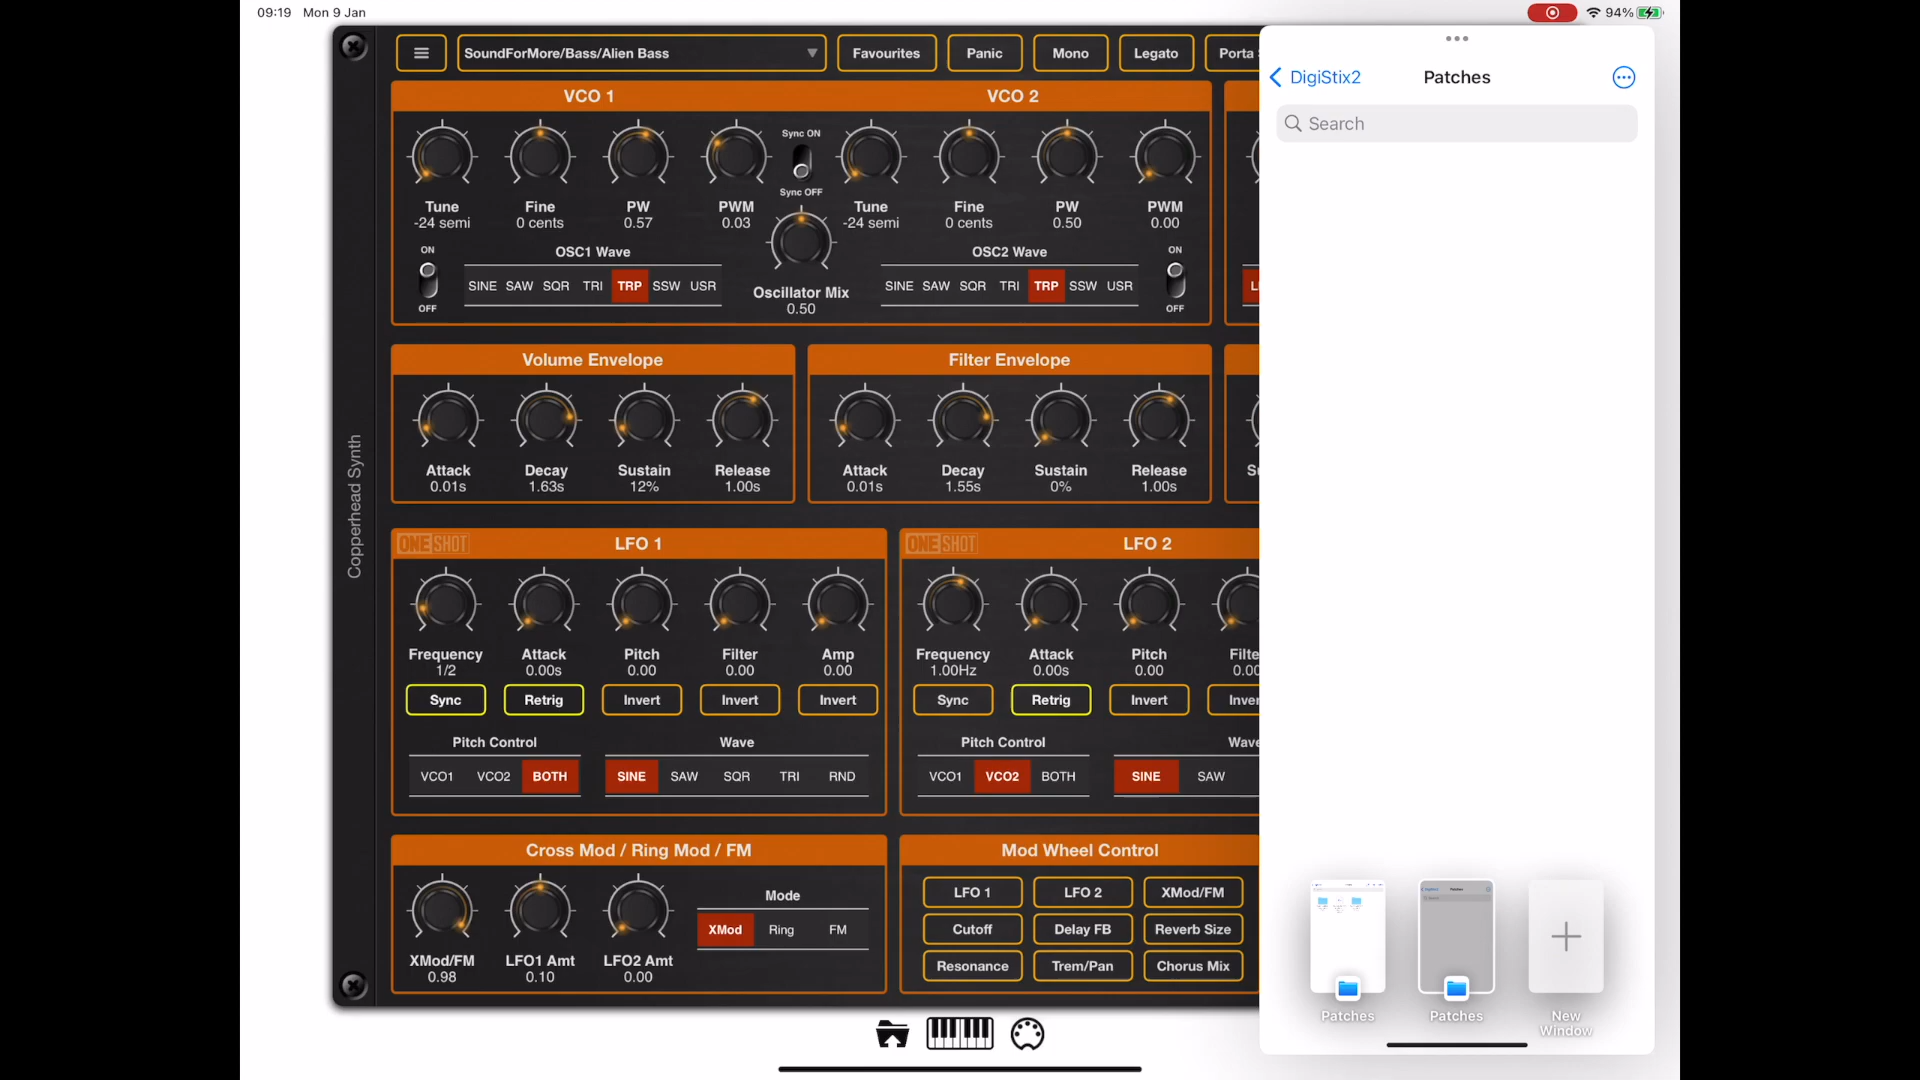 09:19 Mon 9 Jan
94%
SoundForMore/Bass/Alien Bass
Favourites
Panic
Mono
Legato
Porta
VCO 1
VCO 2
Sync ON
Sync OFF
Tune Fine PW PWM
-24 semi 0 cents 0.57 0.03
Tune Fine PW PWM
-24 semi 0 cents 0.50 0.00
ON
OFF
OSC1 Wave
SINE SAW SQR TRI TRP SSW USR
Oscillator Mix
0.50
OSC2 Wave
SINE SAW SQR TRI TRP SSW USR
ON
OFF
Volume Envelope
Attack Decay Sustain Release
0.01s 1.63s 12% 1.00s
Filter Envelope
Attack Decay Sustain Release
0.01s 1.55s 0% 1.00s
Copperhead Synth
ONE SHOT
LFO 1
Frequency Attack Pitch Filter Amp
1/2 0.00s 0.00 0.00 0.00
Sync Retrig Invert Invert Invert
Pitch Control
VCO1 VCO2 BOTH
Wave
SINE SAW SQR TRI RND
ONE SHOT
LFO 2
Frequency Attack Pitch Filte
1.00Hz 0.00s 0.00 0.00
Sync Retrig Invert Inver
Pitch Control
VCO1 VCO2 BOTH
Wave
SINE SAW
Cross Mod / Ring Mod / FM
XMod/FM LFO1 Amt LFO2 Amt
0.98 0.10 0.00
Mode
XMod Ring FM
Mod Wheel Control
LFO 1 LFO 2 XMod/FM
Cutoff Delay FB Reverb Size
Resonance Trem/Pan Chorus Mix
DigiStix2
Patches
Search
Patches
Patches
New
Window